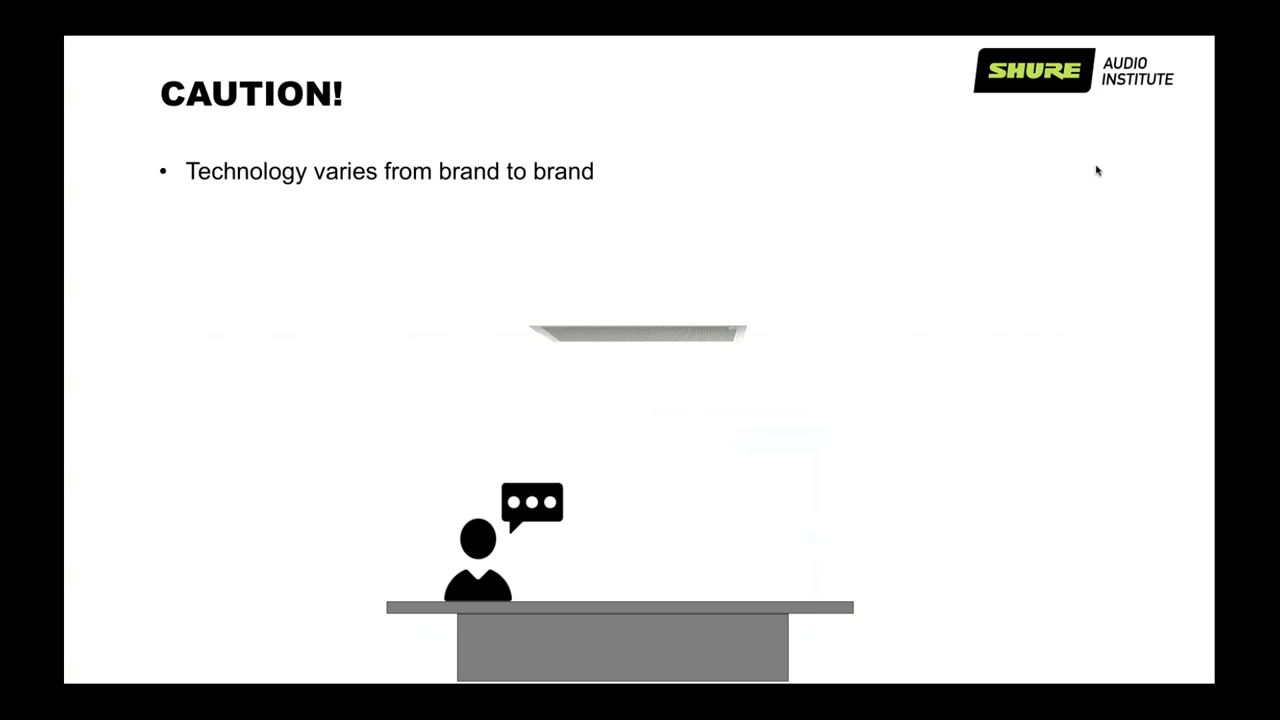 CAUTION!
SHURE
AUDIO
INSTITUTE
• Technology varies from brand to brand